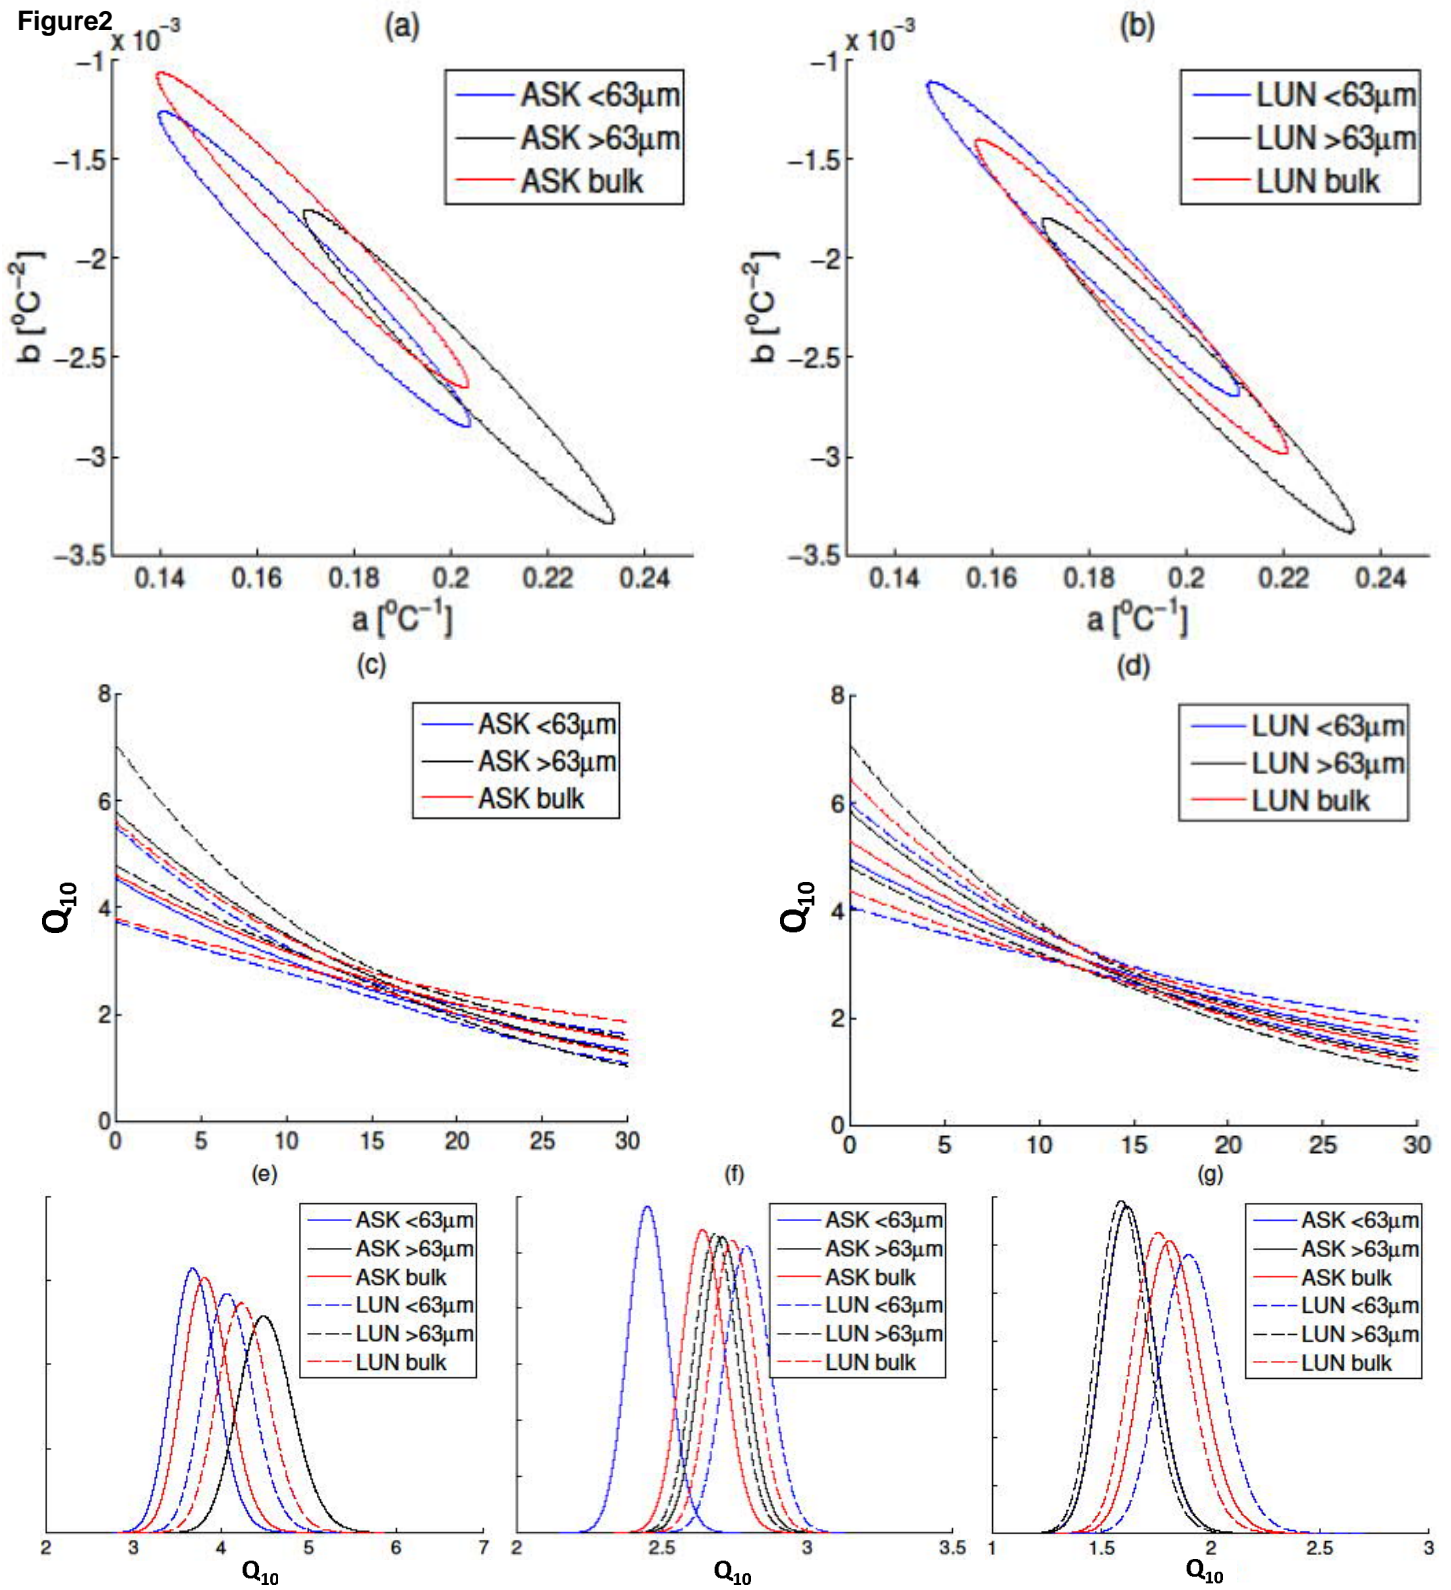 Figure2
(a)
x 10⁻³
−1
−1.5
−2
−2.5
−3
−3.5
b [⁰C⁻²]
ASK <63μm
ASK >63μm
ASK bulk
0.14 0.16 0.18 0.2 0.22 0.24
a [⁰C⁻¹]
(b)
x 10⁻³
−1
−1.5
−2
−2.5
−3
−3.5
b [⁰C⁻²]
LUN <63μm
LUN >63μm
LUN bulk
0.14 0.16 0.18 0.2 0.22 0.24
a [⁰C⁻¹]
(c)
8
6
4
2
0
Q₁₀
ASK <63μm
ASK >63μm
ASK bulk
0 5 10 15 20 25 30
(d)
8
6
4
2
0
Q₁₀
LUN <63μm
LUN >63μm
LUN bulk
0 5 10 15 20 25 30
(e)
ASK <63μm
ASK >63μm
ASK bulk
LUN <63μm
LUN >63μm
LUN bulk
2 3 4 5 6 7
Q₁₀
(f)
ASK <63μm
ASK >63μm
ASK bulk
LUN <63μm
LUN >63μm
LUN bulk
2 2.5 3 3.5
Q₁₀
(g)
ASK <63μm
ASK >63μm
ASK bulk
LUN <63μm
LUN >63μm
LUN bulk
1 1.5 2 2.5 3
Q₁₀